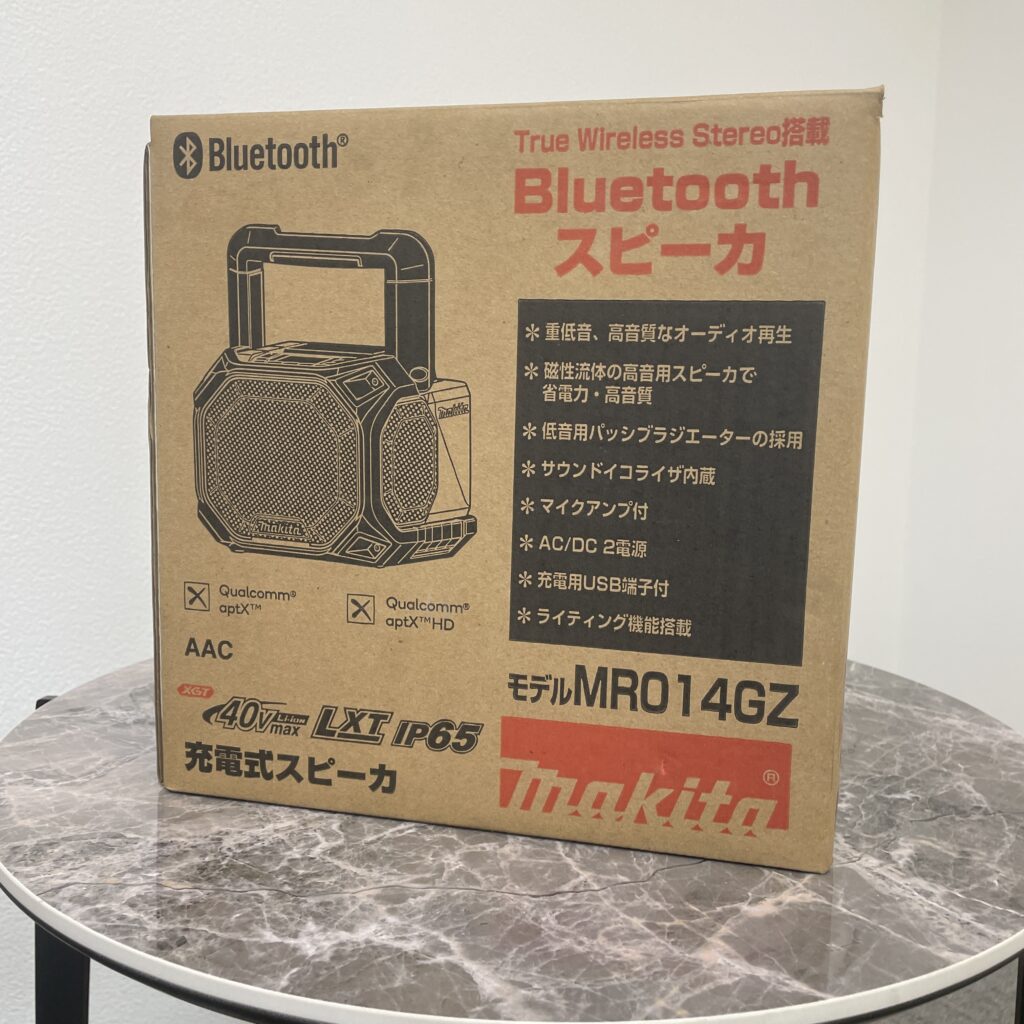 Bluetooth®
True Wireless Stereo搭載
Bluetooth
スピーカ
makita
makita
＊重低音、高音質なオーディオ再生
＊磁性流体の高音用スピーカで
省電力・高音質
＊低音用パッシブラジエーターの採用
＊サウンドイコライザ内蔵
＊マイクアンプ付
＊AC/DC 2電源
＊充電用USB端子付
＊ライティング機能搭載
Qualcomm®
aptX™
Qualcomm®
aptX™HD
AAC
XGT
40Vmax Li-ion LXT IP65
充電式スピーカ
モデルMR014GZ
makita®